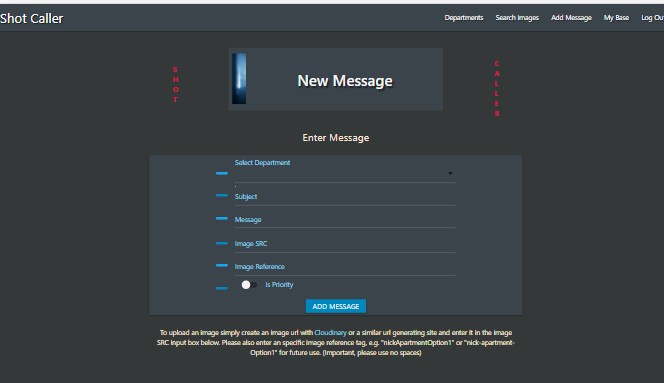 Shot Caller
Departments Search Images Add Message My Base Log Ou
SHOT
New Message
CALLER
Enter Message
Select Department
Subject
Message
Image SRC
Image Reference
Is Priority
ADD MESSAGE
To upload an image simply create an image url with Cloudinary or a similar url generating site and enter it in the image
SRC input box below. Please also enter an specific image reference tag, e.g. "nickApartmentOption1" or "nick-apartment-
Option1" for future use. (Important, please use no spaces)